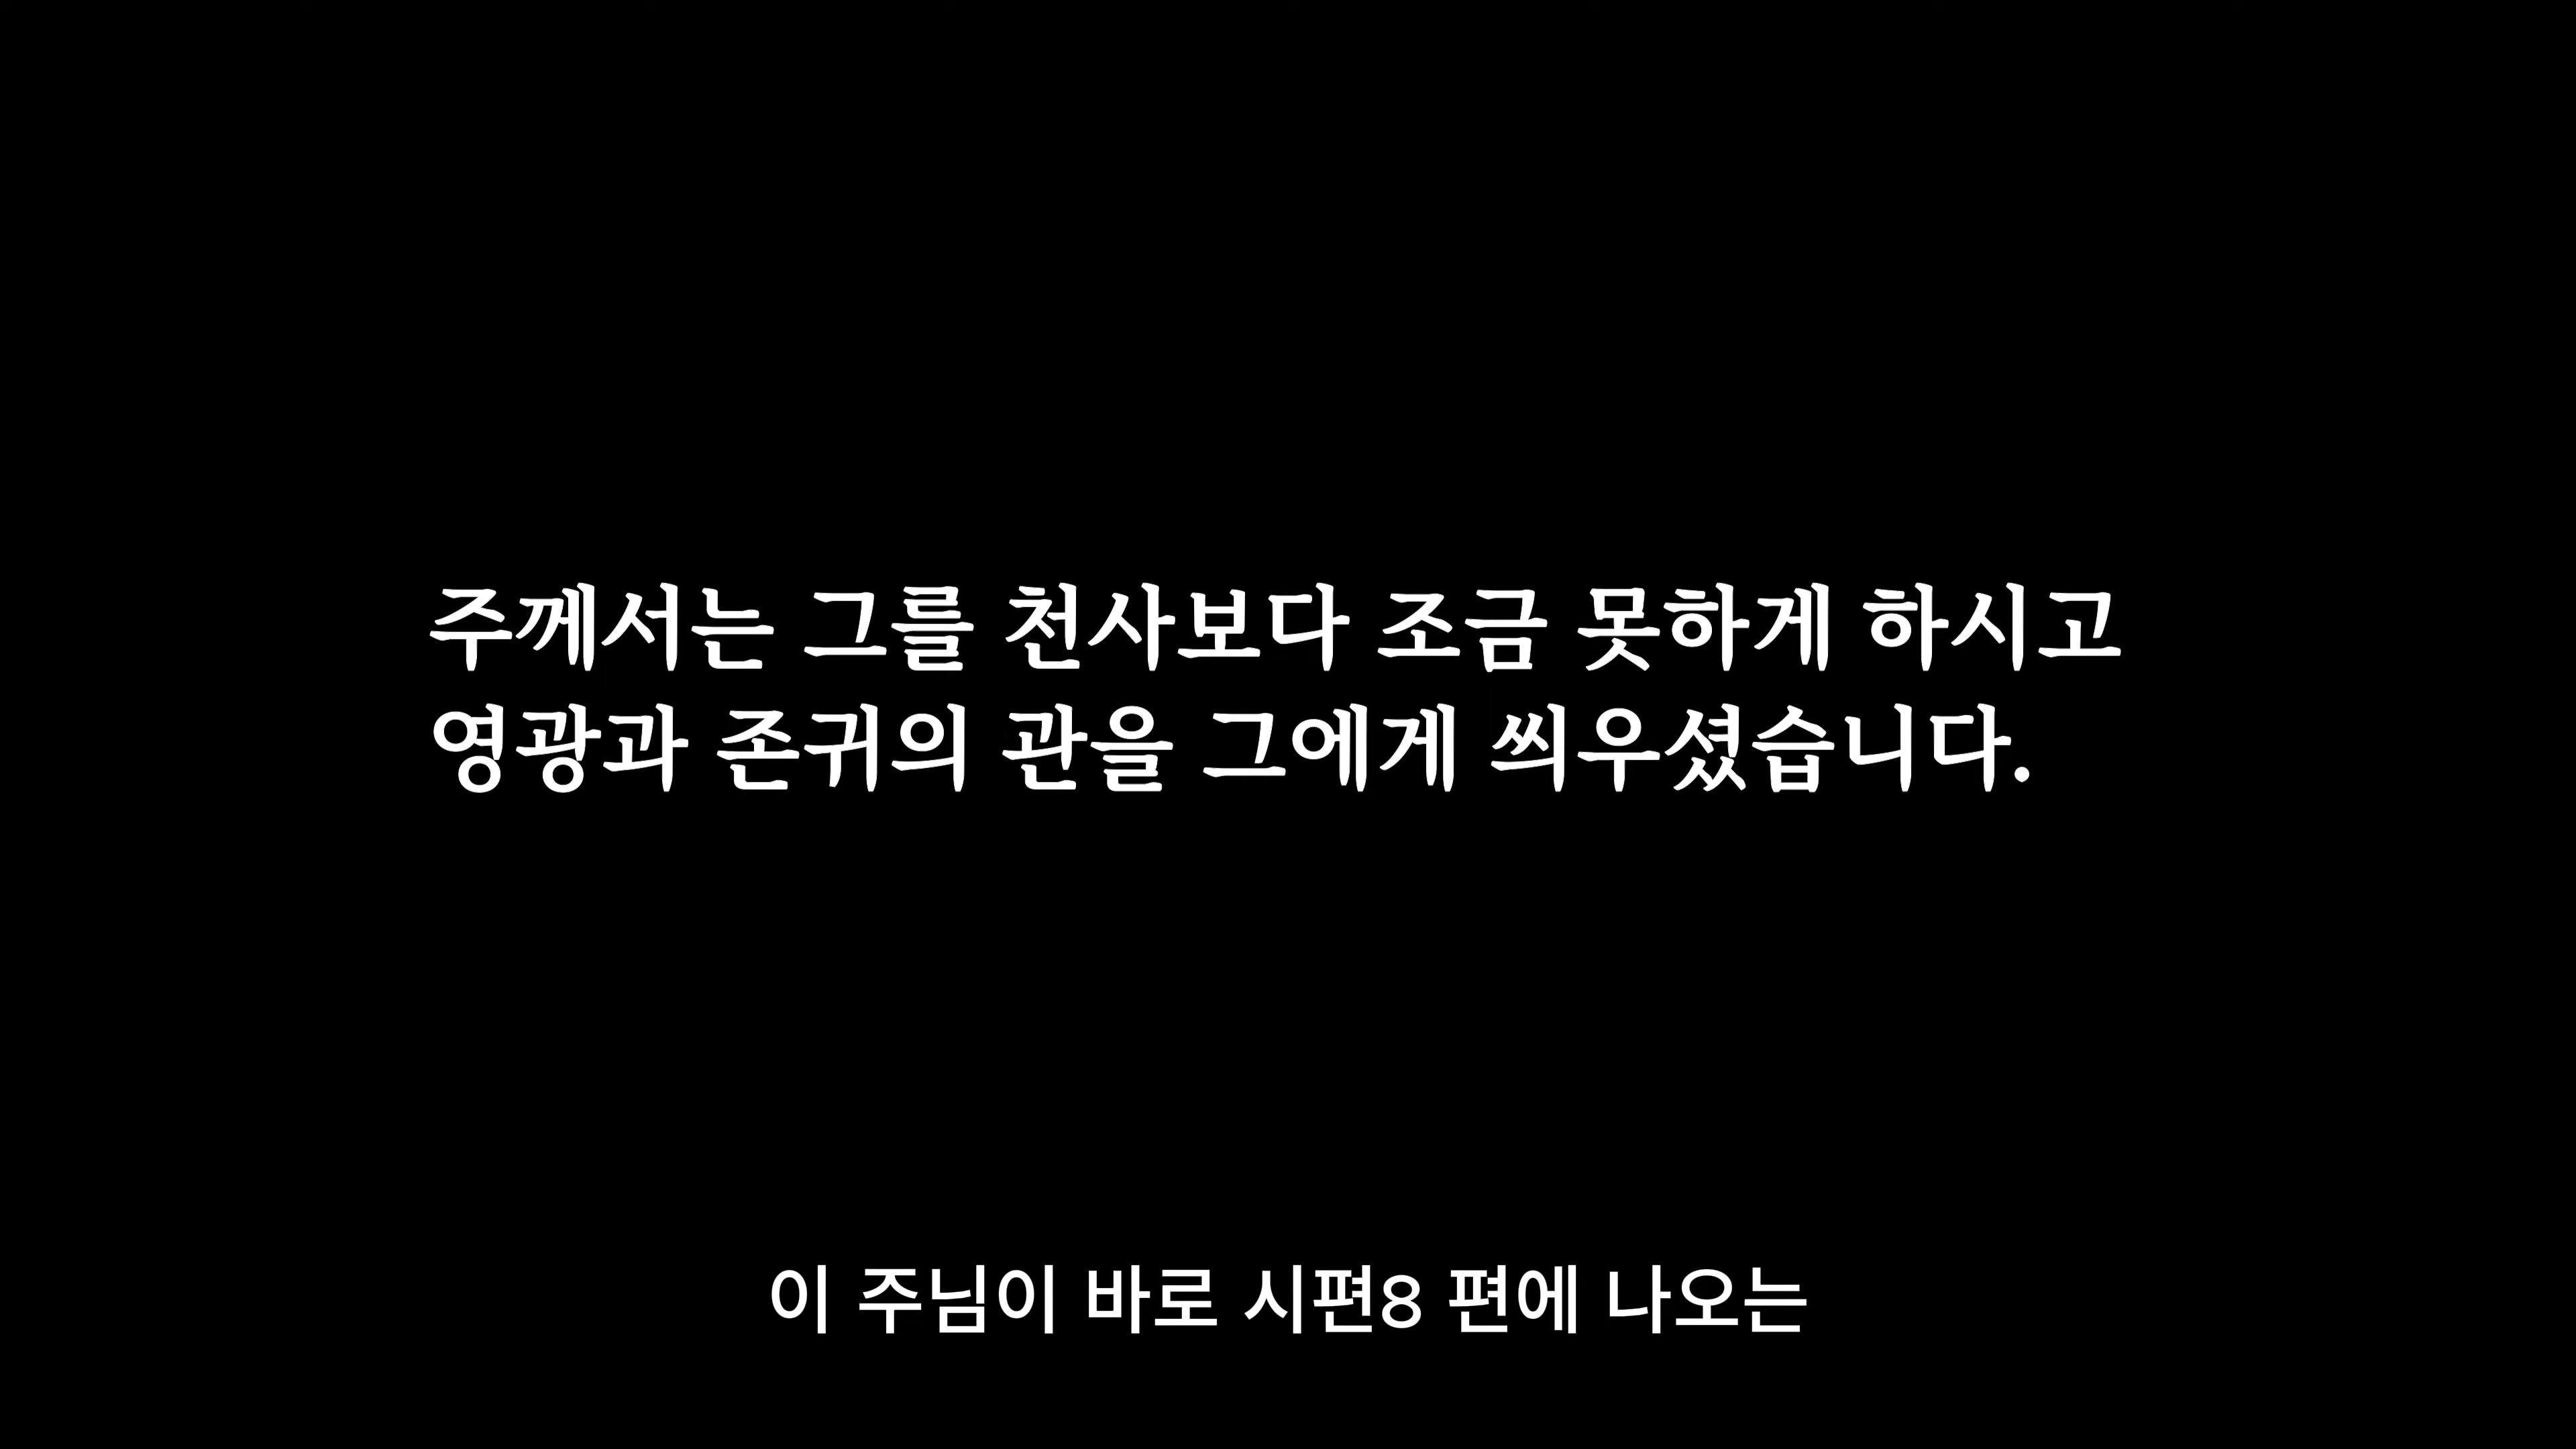 주께서는 그를 천사보다 조금 못하게 하시고
영광과 존귀의 관을 그에게 씌우셨습니다.
이 주님이 바로 시편8 편에 나오는